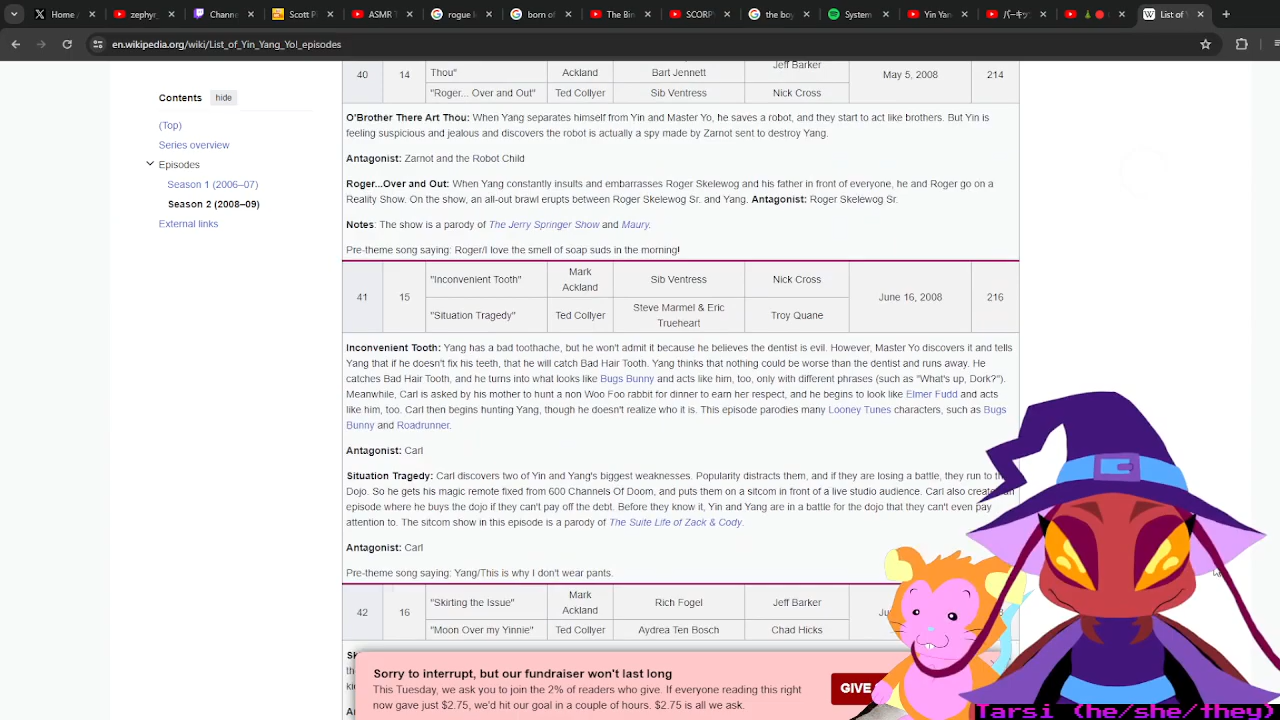 Home / zephy
Channe
Scott P
ASMR T
rogue l
born of
The Bin
SCORP
the boy
System
Yin Yan
パーキン
List of Y
en.wikipedia.org/wiki/List_of_Yin_Yang_Yo!_episodes
Contents hide
(Top)
Series overview
Episodes
Season 1 (2006–07)
Season 2 (2008–09)
External links
40 14 Thou" Ackland Bart Jennett Jeff Barker May 5, 2008 214
"Roger... Over and Out" Ted Collyer Sib Ventress Nick Cross
O'Brother There Art Thou: When Yang separates himself from Yin and Master Yo, he saves a robot, and they start to act like brothers. But Yin is
feeling suspicious and jealous and discovers the robot is actually a spy made by Zarnot sent to destroy Yang.
Antagonist: Zarnot and the Robot Child
Roger...Over and Out: When Yang constantly insults and embarrasses Roger Skelewog and his father in front of everyone, he and Roger go on a
Reality Show. On the show, an all-out brawl erupts between Roger Skelewog Sr. and Yang. Antagonist: Roger Skelewog Sr.
Notes: The show is a parody of The Jerry Springer Show and Maury.
Pre-theme song saying: Roger/I love the smell of soap suds in the morning!
41 15 "Inconvenient Tooth" Mark Ackland Sib Ventress Nick Cross June 16, 2008 216
"Situation Tragedy" Ted Collyer Steve Marmel & Eric Trueheart Troy Quane
Inconvenient Tooth: Yang has a bad toothache, but he won't admit it because he believes the dentist is evil. However, Master Yo discovers it and tells
Yang that if he doesn't fix his teeth, that he will catch Bad Hair Tooth. Yang thinks that nothing could be worse than the dentist and runs away. He
catches Bad Hair Tooth, and he turns into what looks like Bugs Bunny and acts like him, too, only with different phrases (such as "What's up, Dork?").
Meanwhile, Carl is asked by his mother to hunt a non Woo Foo rabbit for dinner to earn her respect, and he begins to look like Elmer Fudd and acts
like him, too. Carl then begins hunting Yang, though he doesn't realize who it is. This episode parodies many Looney Tunes characters, such as Bugs
Bunny and Roadrunner.
Antagonist: Carl
Situation Tragedy: Carl discovers two of Yin and Yang's biggest weaknesses. Popularity distracts them, and if they are losing a battle, they run to the
Dojo. So he gets his magic remote fixed from 600 Channels Of Doom, and puts them on a sitcom in front of a live studio audience. Carl also creates an
episode where he buys the dojo if they can't pay off the debt. Before they know it, Yin and Yang are in a battle for the dojo that they can't even pay
attention to. The sitcom show in this episode is a parody of The Suite Life of Zack & Cody.
Antagonist: Carl
Pre-theme song saying: Yang/This is why I don't wear pants.
42 16 "Skirting the Issue" Mark Ackland Rich Fogel Jeff Barker
"Moon Over my Yinnie" Ted Collyer Aydrea Ten Bosch Chad Hicks
Sorry to interrupt, but our fundraiser won't last long
This Tuesday, we ask you to join the 2% of readers who give. If everyone reading this right
now gave just $2.75, we'd hit our goal in a couple of hours. $2.75 is all we ask.
GIVE
Tarsi (he/she/they)